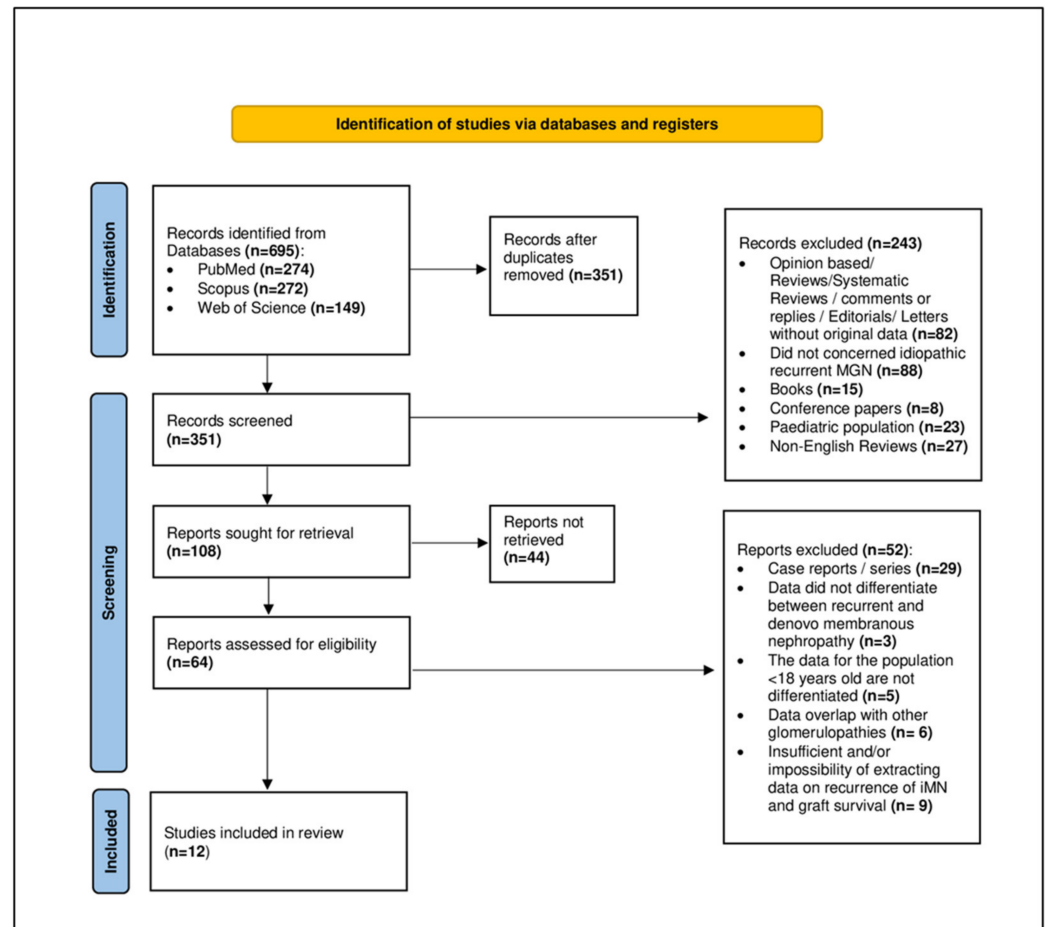 Identification of studies via databases and registers
Identification
Records identified from
Databases (n=695):
• PubMed (n=274)
• Scopus (n=272)
• Web of Science (n=149)
Records after
duplicates
removed (n=351)
Records excluded (n=243)
• Opinion based/
Reviews/Systematic
Reviews / comments or
replies / Editorials/ Letters
without original data
(n=82)
• Did not concerned idiopathic
recurrent MGN (n=88)
• Books (n=15)
• Conference papers (n=8)
• Paediatric population (n=23)
• Non-English Reviews (n=27)
Screening
Records screened
(n=351)
Reports sought for retrieval
(n=108)
Reports not
retrieved
(n=44)
Reports assessed for eligibility
(n=64)
Reports excluded (n=52):
• Case reports / series (n=29)
• Data did not differentiate
between recurrent and
denovo membranous
nephropathy (n=3)
• The data for the population
<18 years old are not
differentiated (n=5)
• Data overlap with other
glomerulopathies (n= 6)
• Insufficient and/or
impossibility of extracting
data on recurrence of iMN
and graft survival (n= 9)
Included
Studies included in review
(n=12)